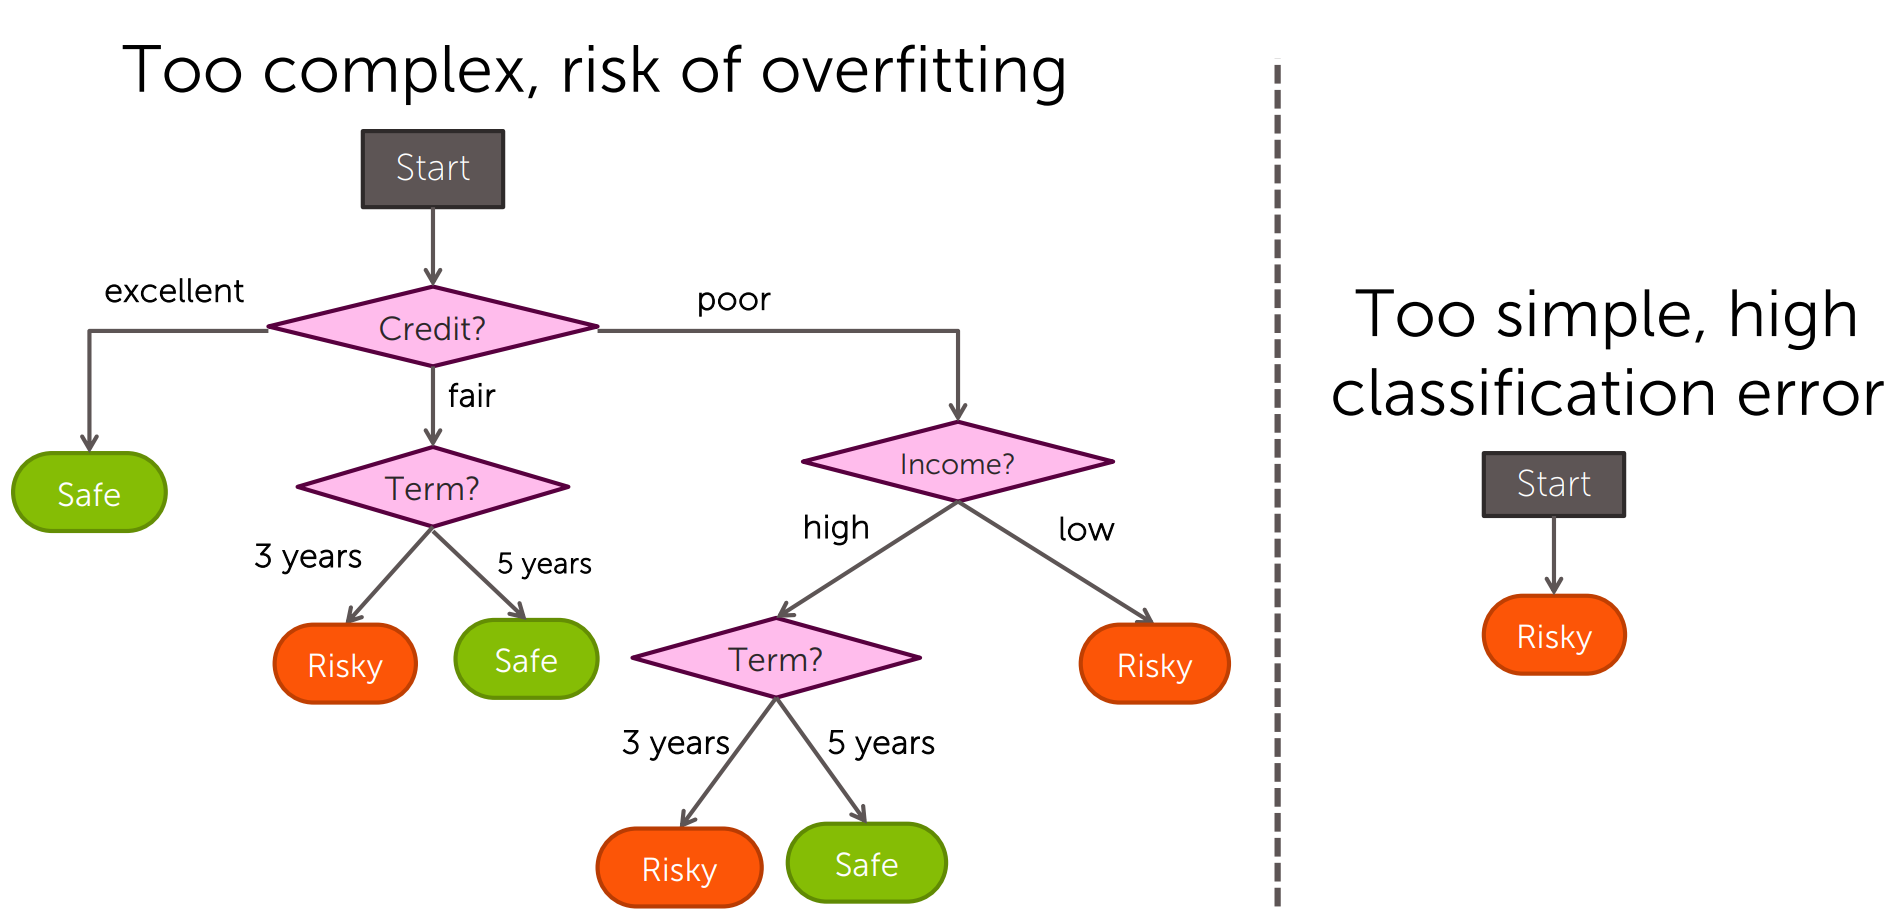 Too complex, risk of overfitting
Start
excellent
Credit?
poor
fair
Safe
Term?
Income?
3 years
5 years
high
low
Risky
Safe
Term?
Risky
3 years
5 years
Risky
Safe
Too simple, high
classification error
Start
Risky